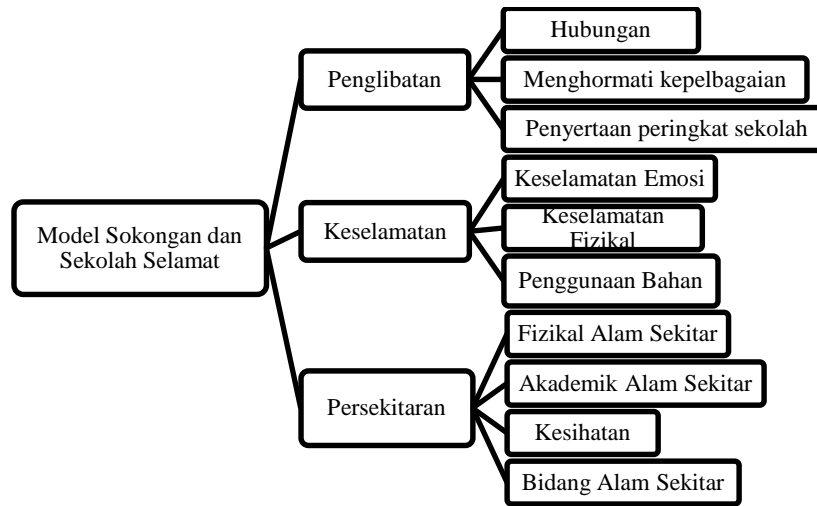 Model Sokongan dan
Sekolah Selamat
Penglibatan
Hubungan
Menghormati kepelbagaian
Penyertaan peringkat sekolah
Keselamatan
Keselamatan Emosi
Keselamatan
Fizikal
Penggunaan Bahan
Persekitaran
Fizikal Alam Sekitar
Akademik Alam Sekitar
Kesihatan
Bidang Alam Sekitar